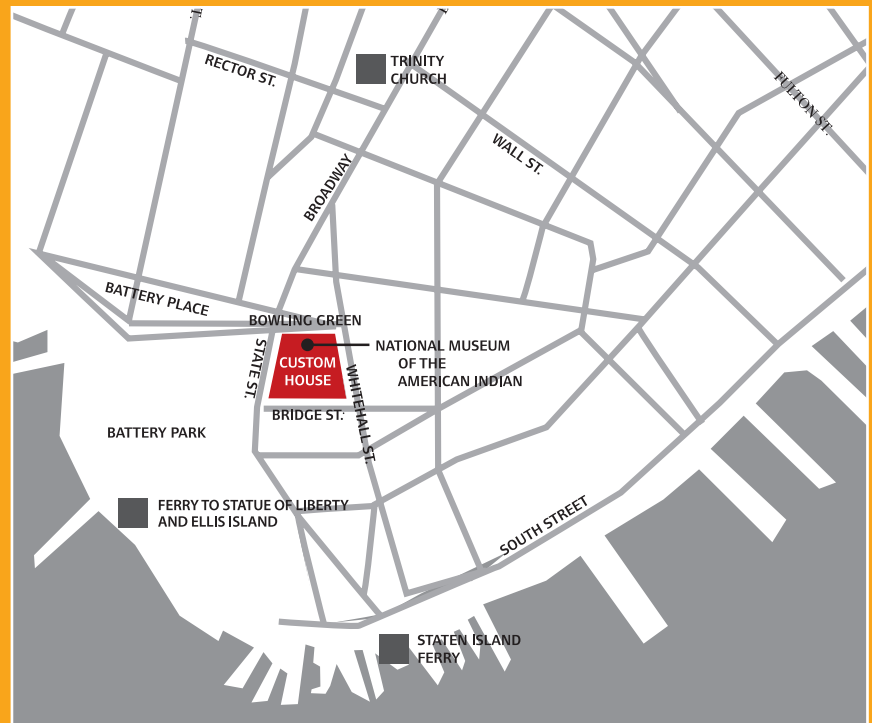 TRINITY
CHURCH
RECTOR ST.
FULTON ST.
WALL ST.
BROADWAY
BATTERY PLACE
BOWLING GREEN
STATE ST.
CUSTOM
HOUSE
NATIONAL MUSEUM
OF THE
AMERICAN INDIAN
WHITEHALL ST.
BRIDGE ST.
BATTERY PARK
FERRY TO STATUE OF LIBERTY
AND ELLIS ISLAND
SOUTH STREET
STATEN ISLAND
FERRY